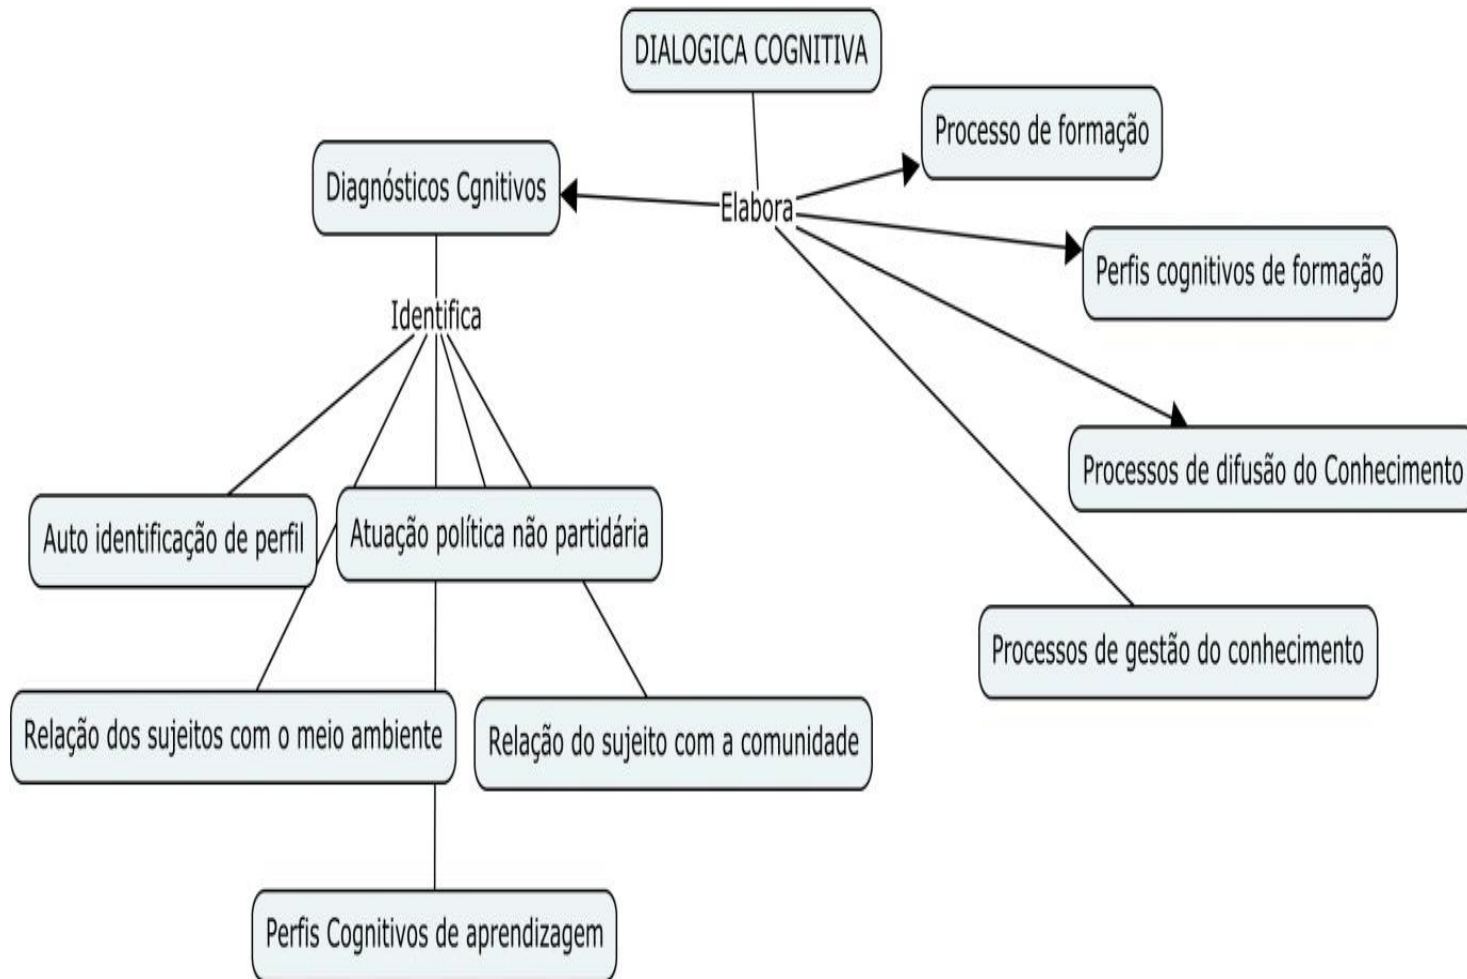 DIALOGICA COGNITIVA
Processo de formação
Diagnósticos Cgnitivos
Elabora
Perfis cognitivos de formação
Identifica
Processos de difusão do Conhecimento
Auto identificação de perfil
Atuação política não partidária
Processos de gestão do conhecimento
Relação dos sujeitos com o meio ambiente
Relação do sujeito com a comunidade
Perfis Cognitivos de aprendizagem